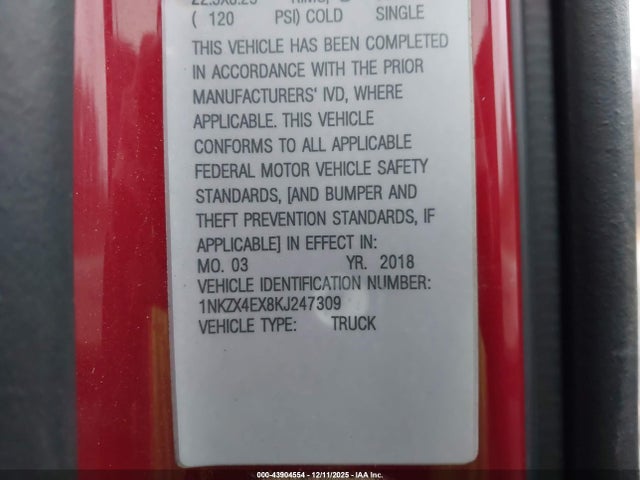 ( 120 PSI) COLD SINGLE
THIS VEHICLE HAS BEEN COMPLETED
IN ACCORDANCE WITH THE PRIOR
MANUFACTURERS' IVD, WHERE
APPLICABLE. THIS VEHICLE
CONFORMS TO ALL APPLICABLE
FEDERAL MOTOR VEHICLE SAFETY
STANDARDS, [AND BUMPER AND
THEFT PREVENTION STANDARDS, IF
APPLICABLE] IN EFFECT IN:
MO. 03 YR. 2018
VEHICLE IDENTIFICATION NUMBER:
1NKZX4EX8KJ247309
VEHICLE TYPE: TRUCK
000-43904554 - 12/11/2025 - IAA Inc.